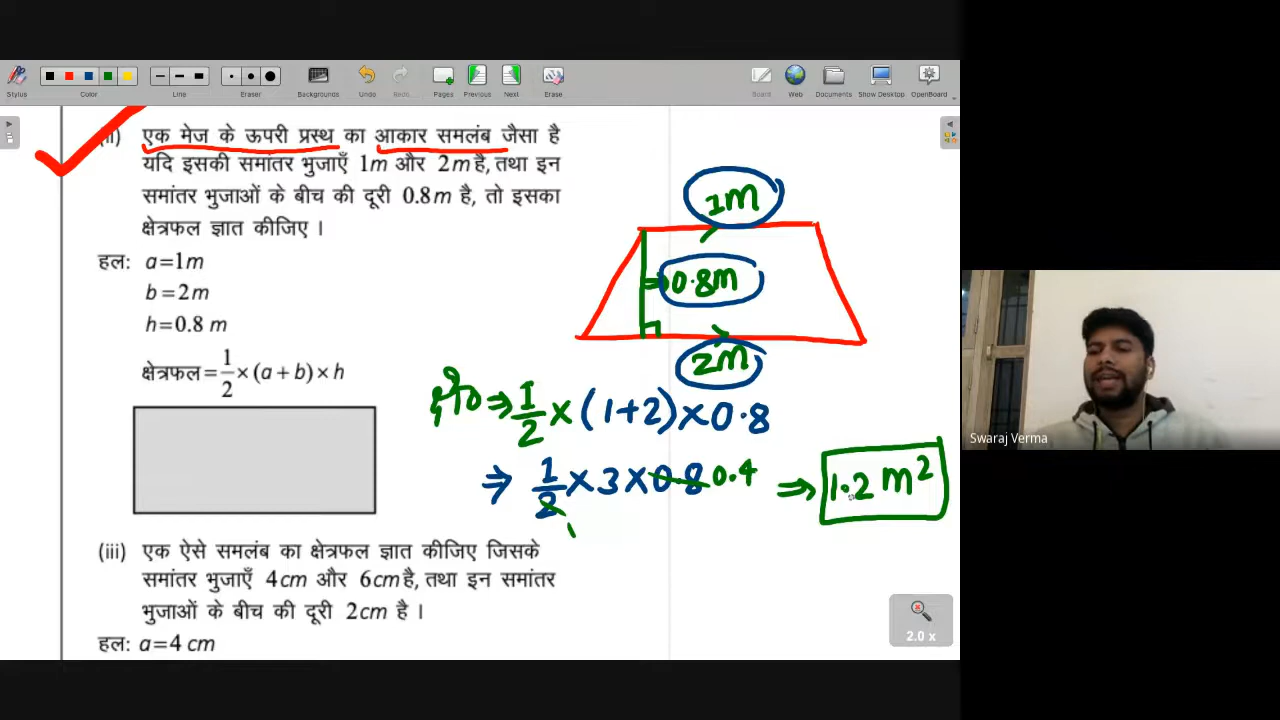 Stylus
Color
Line
Eraser
Backgrounds
Undo
Redo
Pages
Previous
Next
Erase
Board
Web
Documents
Show Desktop
OpenBoard
एक मेज के ऊपरी प्रस्थ का आकार समलंब जैसा है
यदि इसकी समांतर भुजाएँ 1m और 2m है, तथा इन
समांतर भुजाओं के बीच की दूरी 0.8m है, तो इसका
क्षेत्रफल ज्ञात कीजिए ।
हल: a=1m
b=2m
h=0.8 m
क्षेत्रफल=1/2×(a+b)×h
1m
0.8m
2m
⇒ 1/2 × (1+2) × 0.8
⇒ 1/2 × 3 × 0.8 0.4 ⇒ 1.2 m²
1
(iii) एक ऐसे समलंब का क्षेत्रफल ज्ञात कीजिए जिसके
समांतर भुजाएँ 4cm और 6cm है, तथा इन समांतर
भुजाओं के बीच की दूरी 2cm है ।
हल: a=4 cm
2.0 x
Swaraj Verma